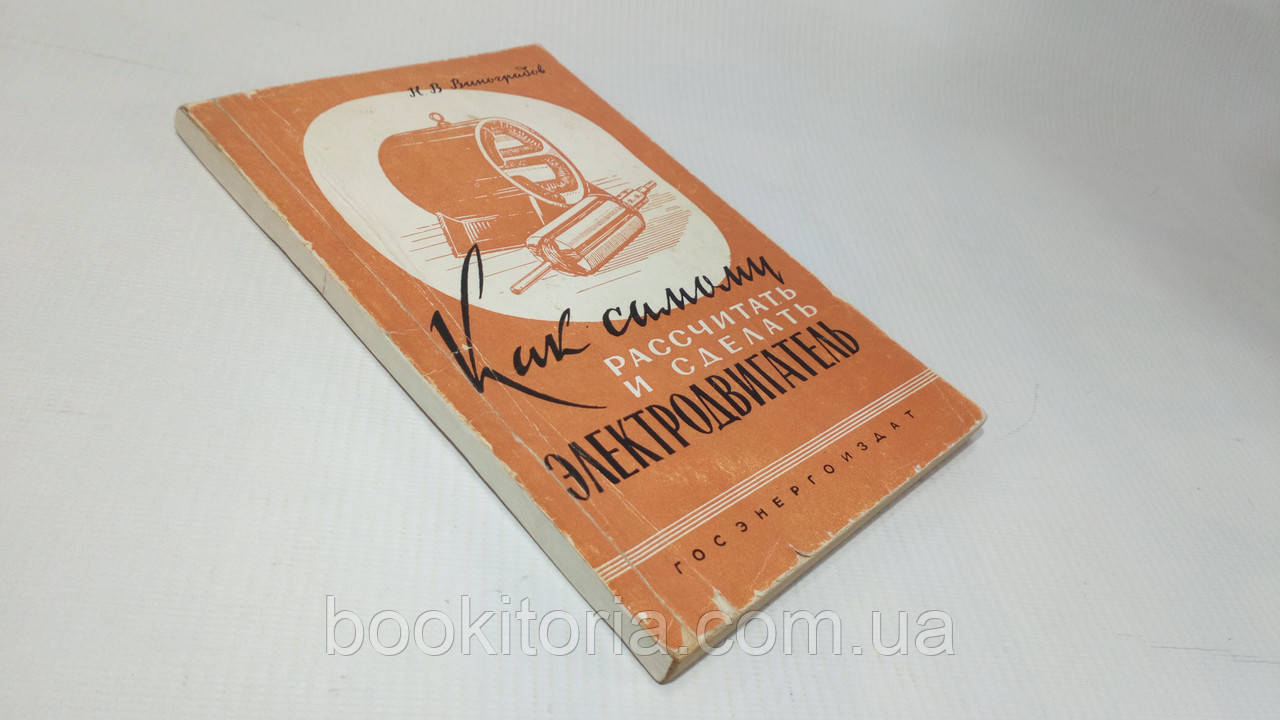 Н В Виноградов
Как самому
РАССЧИТАТЬ
И СДЕЛАТЬ
ЭЛЕКТРОДВИГАТЕЛЬ
ГОСЭНЕРГОИЗДАТ
bookitoria.com.ua